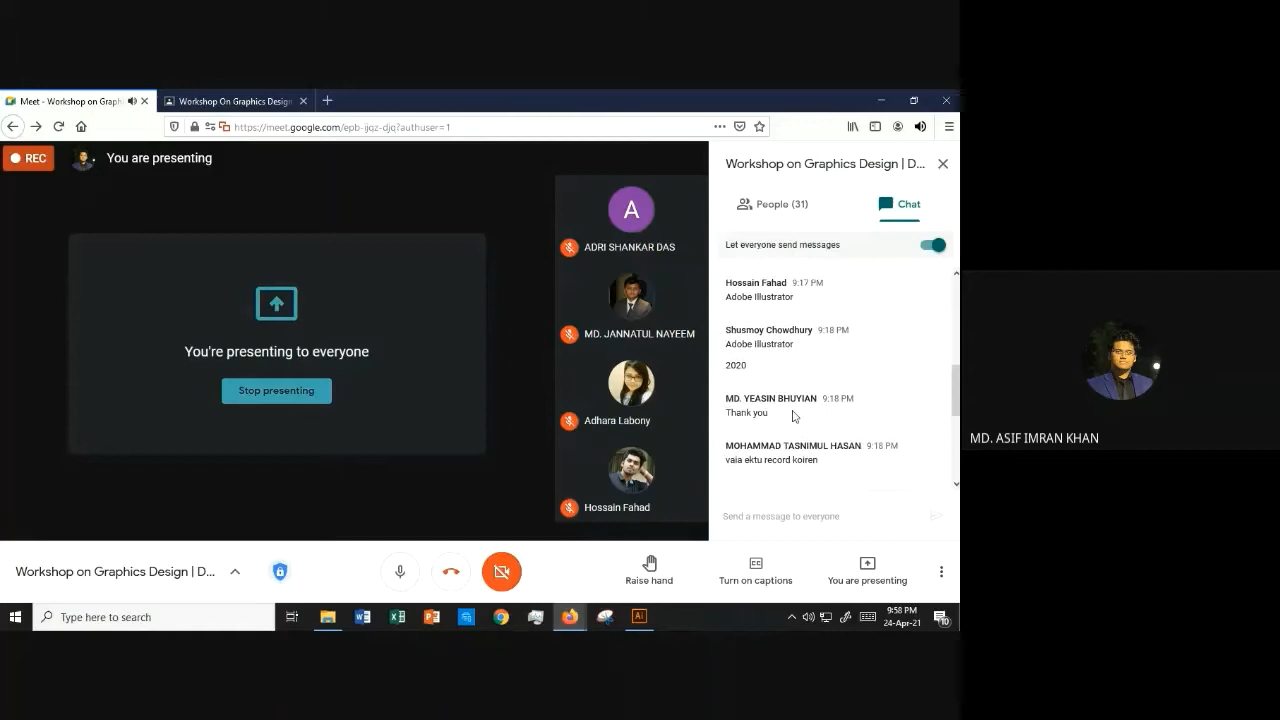 Meet - Workshop on Graph
Workshop On Graphics Design
https://meet.google.com/epb-ijqz-djq?authuser=1
REC
You are presenting
Workshop on Graphics Design | D...
People (31)
Chat
Let everyone send messages
A
ADRI SHANKAR DAS
MD. JANNATUL NAYEEM
Adhara Labony
Hossain Fahad
You're presenting to everyone
Stop presenting
Hossain Fahad 9:17 PM
Adobe Illustrator
Shusmoy Chowdhury 9:18 PM
Adobe Illustrator
2020
MD. YEASIN BHUYIAN 9:18 PM
Thank you
MOHAMMAD TASNIMUL HASAN 9:18 PM
vaia ektu record koiren
Send a message to everyone
MD. ASIF IMRAN KHAN
Workshop on Graphics Design | D...
Raise hand
Turn on captions
You are presenting
Type here to search
Ai
9:58 PM
24-Apr-21
10